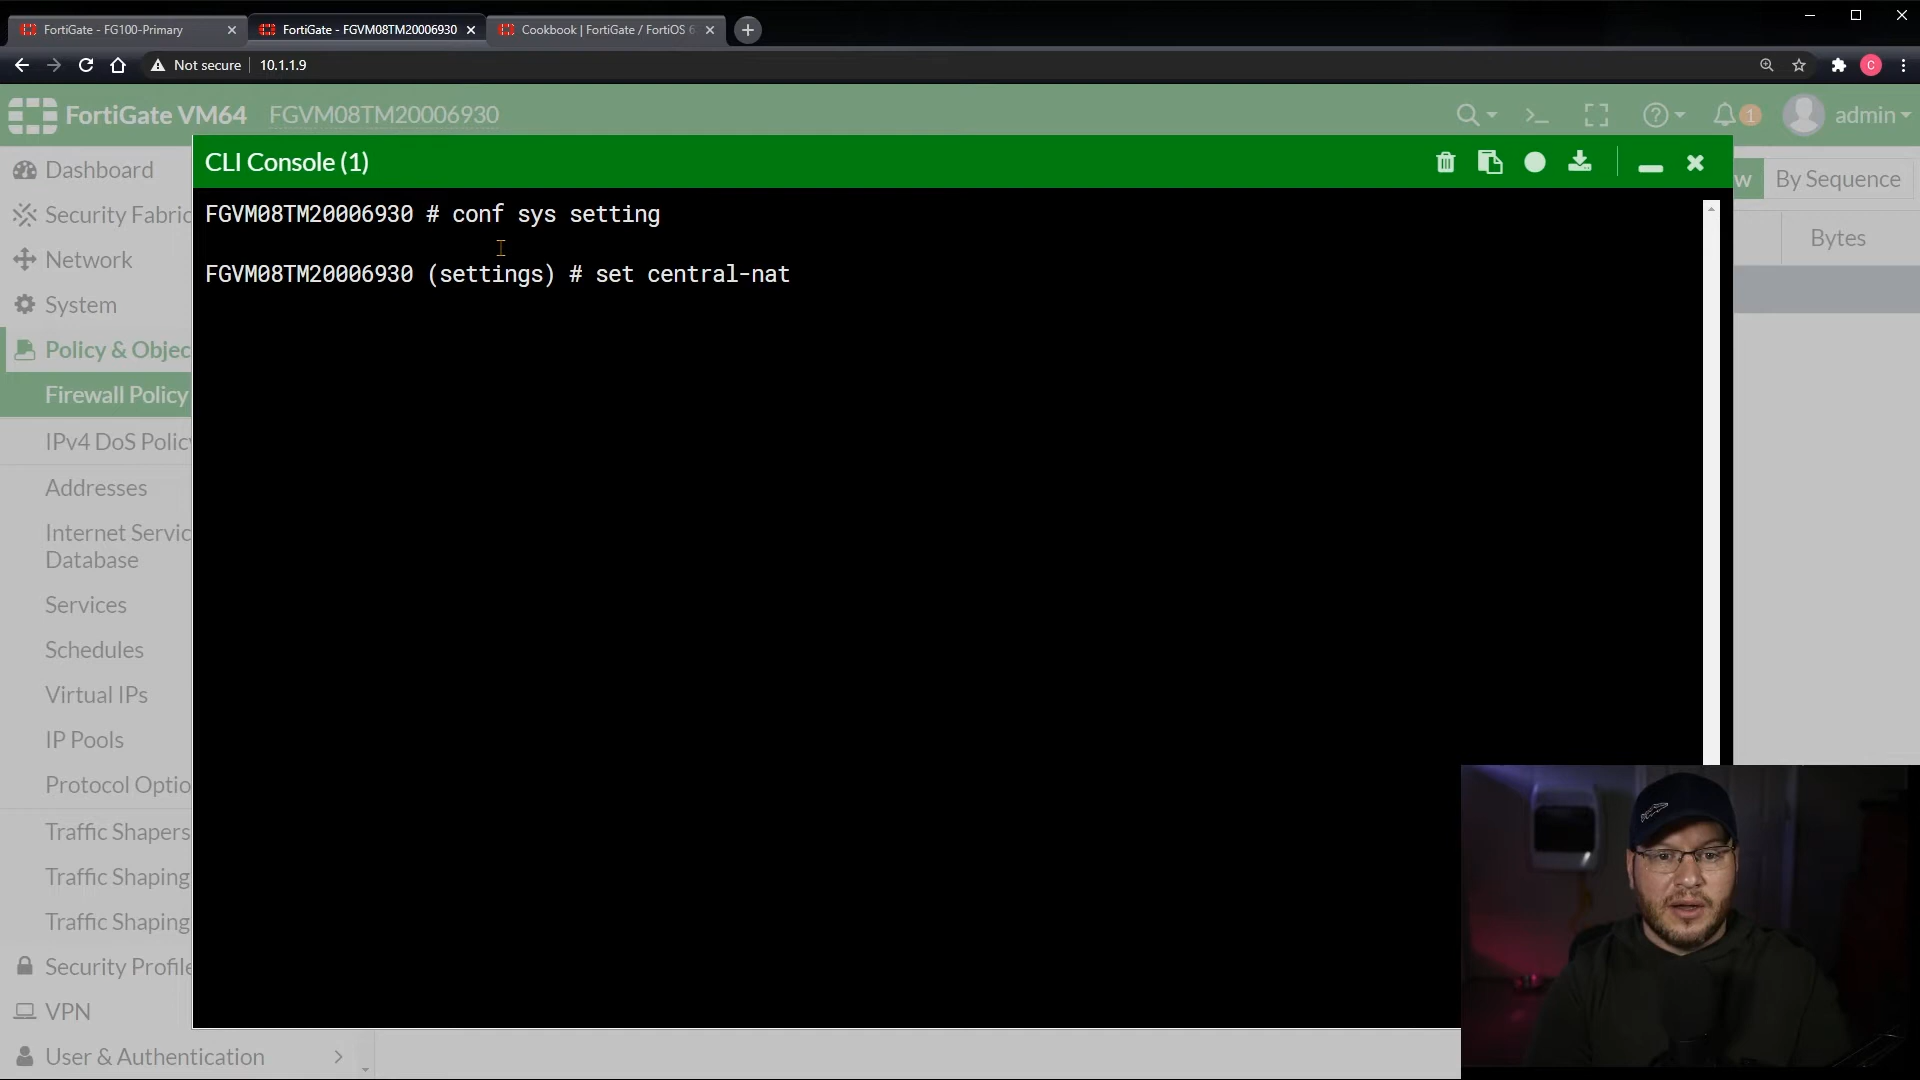 FortiGate - FG100-Primary
FortiGate - FGVM08TM20006930
Cookbook | FortiGate / FortiOS 6
Not secure
10.1.1.9
C
FortiGate VM64
FGVM08TM20006930
1
admin
CLI Console (1)
w
By Sequence
Bytes
FGVM08TM20006930 # conf sys setting
FGVM08TM20006930 (settings) # set central-nat
Dashboard
Security Fabric
Network
System
Policy & Objec
Firewall Policy
IPv4 DoS Policy
Addresses
Internet Servic
Database
Services
Schedules
Virtual IPs
IP Pools
Protocol Optio
Traffic Shapers
Traffic Shaping
Traffic Shaping
Security Profile
VPN
User & Authentication